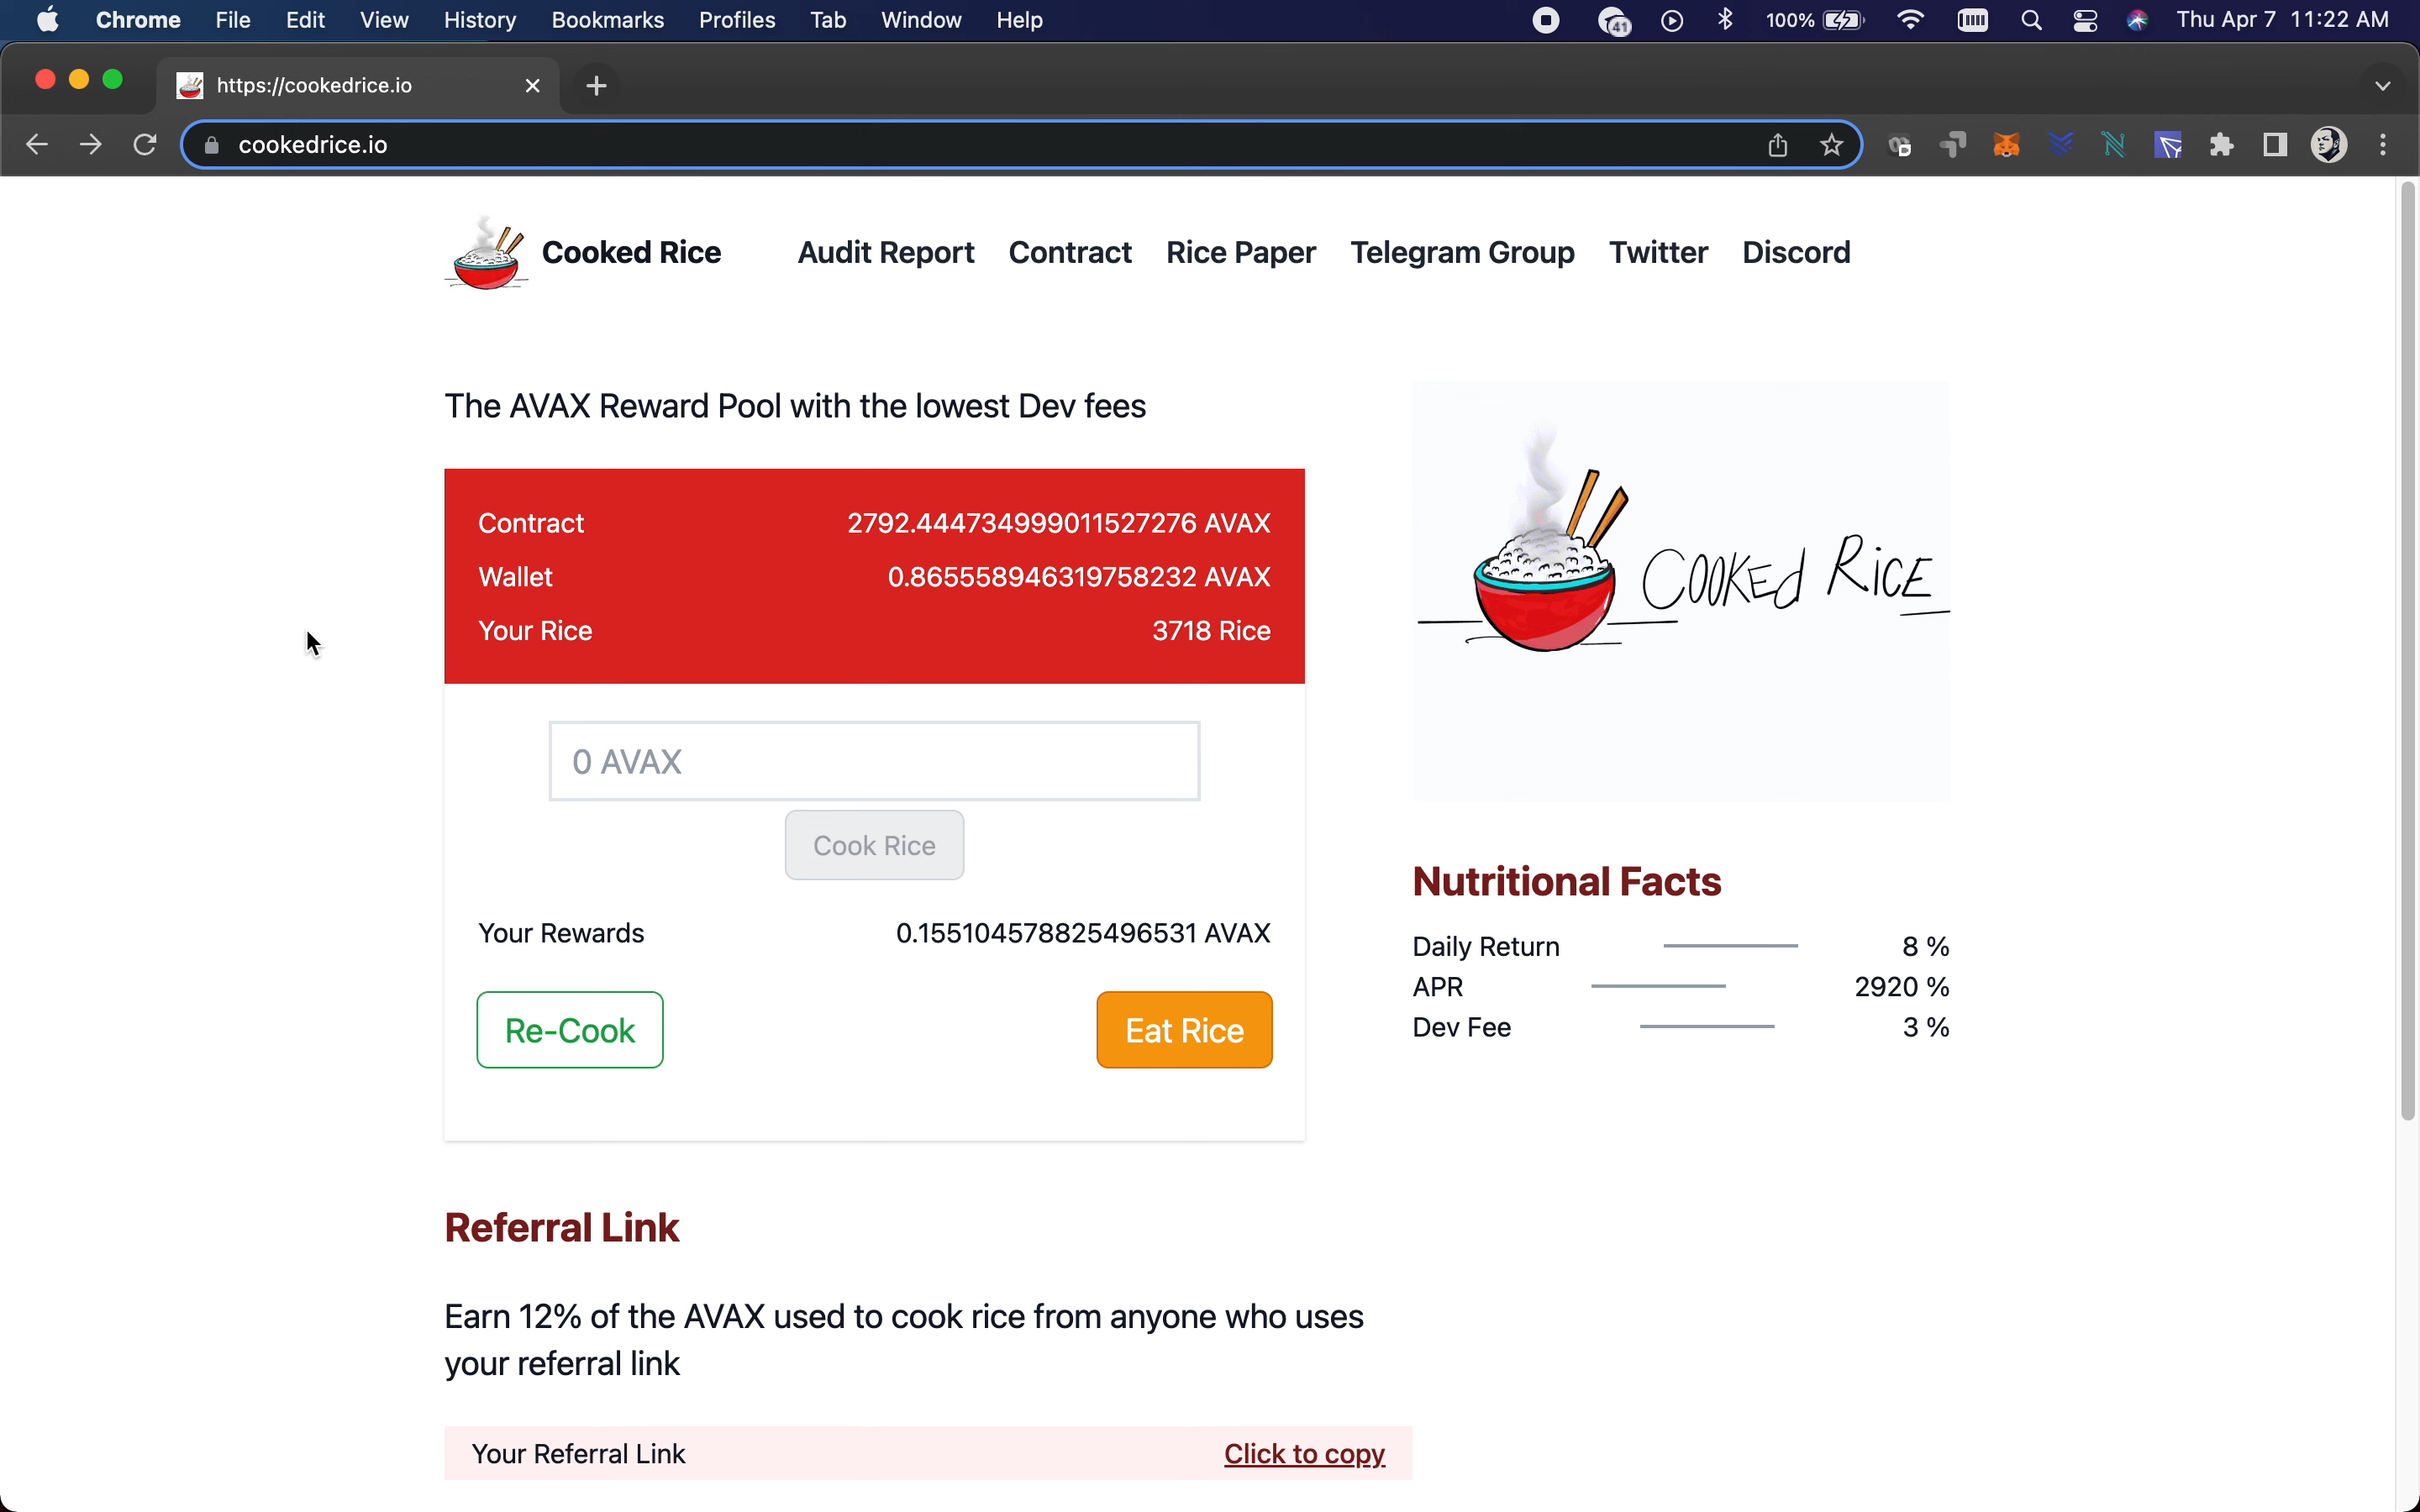 Chrome File Edit View History Bookmarks Profiles Tab Window Help 41 100% Thu Apr 7 11:22 AM
https://cookedrice.io
cookedrice.io
Cooked Rice Audit Report Contract Rice Paper Telegram Group Twitter Discord
The AVAX Reward Pool with the lowest Dev fees
Contract 2792.444734999011527276 AVAX
Wallet 0.865558946319758232 AVAX
Your Rice 3718 Rice
0 AVAX
Cook Rice
Your Rewards 0.155104578825496531 AVAX
Re-Cook Eat Rice
COOKED RICE
Nutritional Facts
Daily Return 8 %
APR 2920 %
Dev Fee 3 %
Referral Link
Earn 12% of the AVAX used to cook rice from anyone who uses
your referral link
Your Referral Link Click to copy